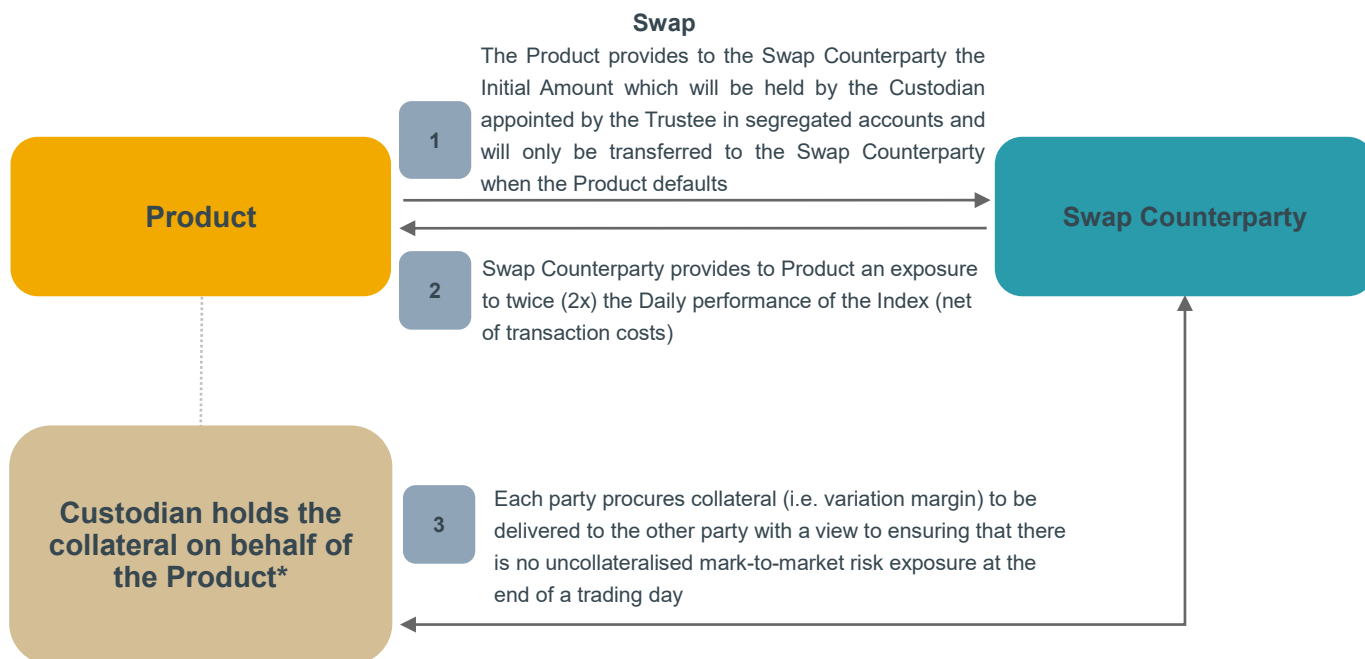 Swap
The Product provides to the Swap Counterparty the
Initial Amount which will be held by the Custodian
appointed by the Trustee in segregated accounts and
will only be transferred to the Swap Counterparty
when the Product defaults
1
Product
Swap Counterparty
2
Swap Counterparty provides to Product an exposure
to twice (2x) the Daily performance of the Index (net
of transaction costs)
Custodian holds the
collateral on behalf of
the Product*
3
Each party procures collateral (i.e. variation margin) to be
delivered to the other party with a view to ensuring that there
is no uncollateralised mark-to-market risk exposure at the
end of a trading day